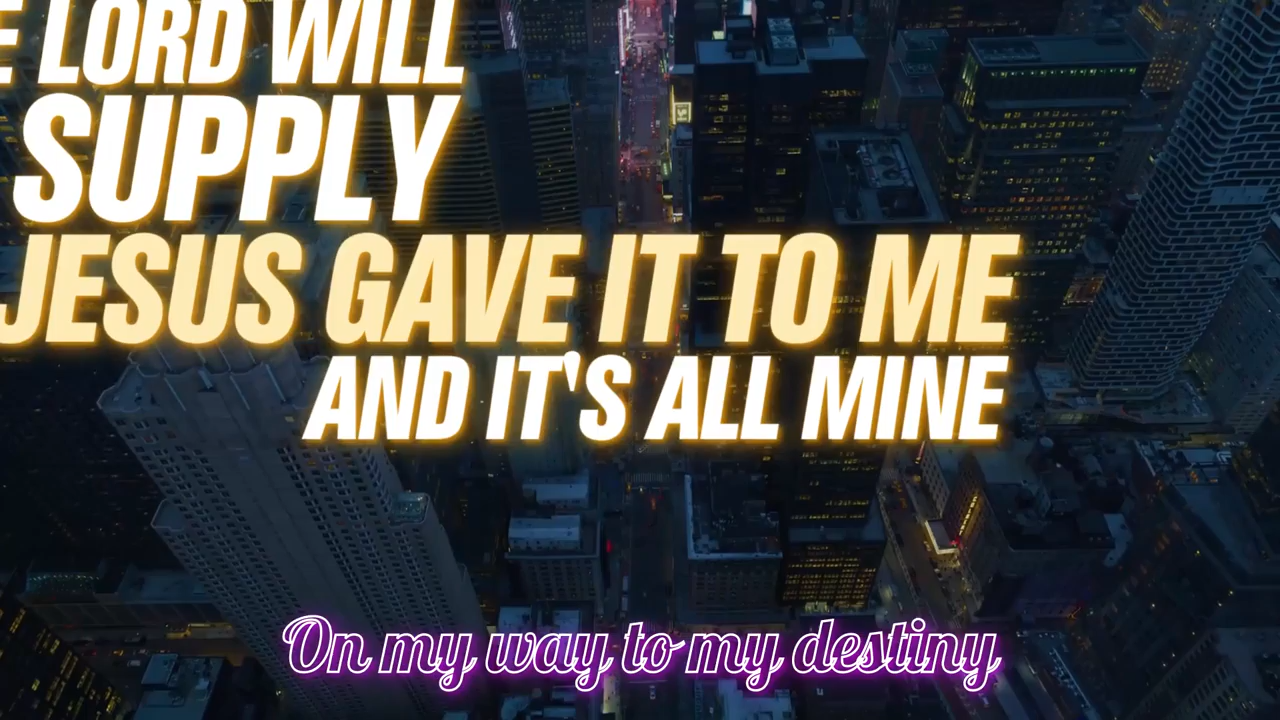 LORD WILL
SUPPLY
JESUS GAVE IT TO ME
AND IT'S ALL MINE
On my way to my destiny